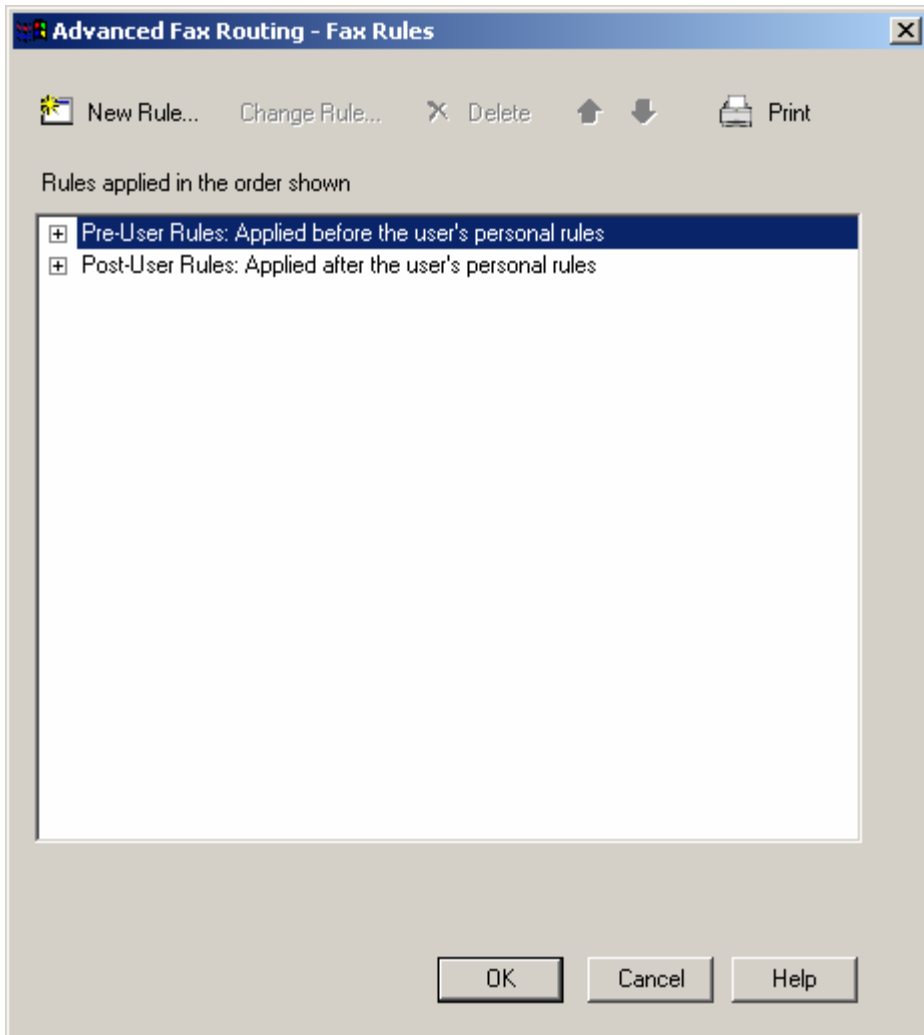 Advanced Fax Routing - Fax Rules
New Rule... Change Rule... Delete Print
Rules applied in the order shown
Pre-User Rules: Applied before the user's personal rules
Post-User Rules: Applied after the user's personal rules
OK Cancel Help